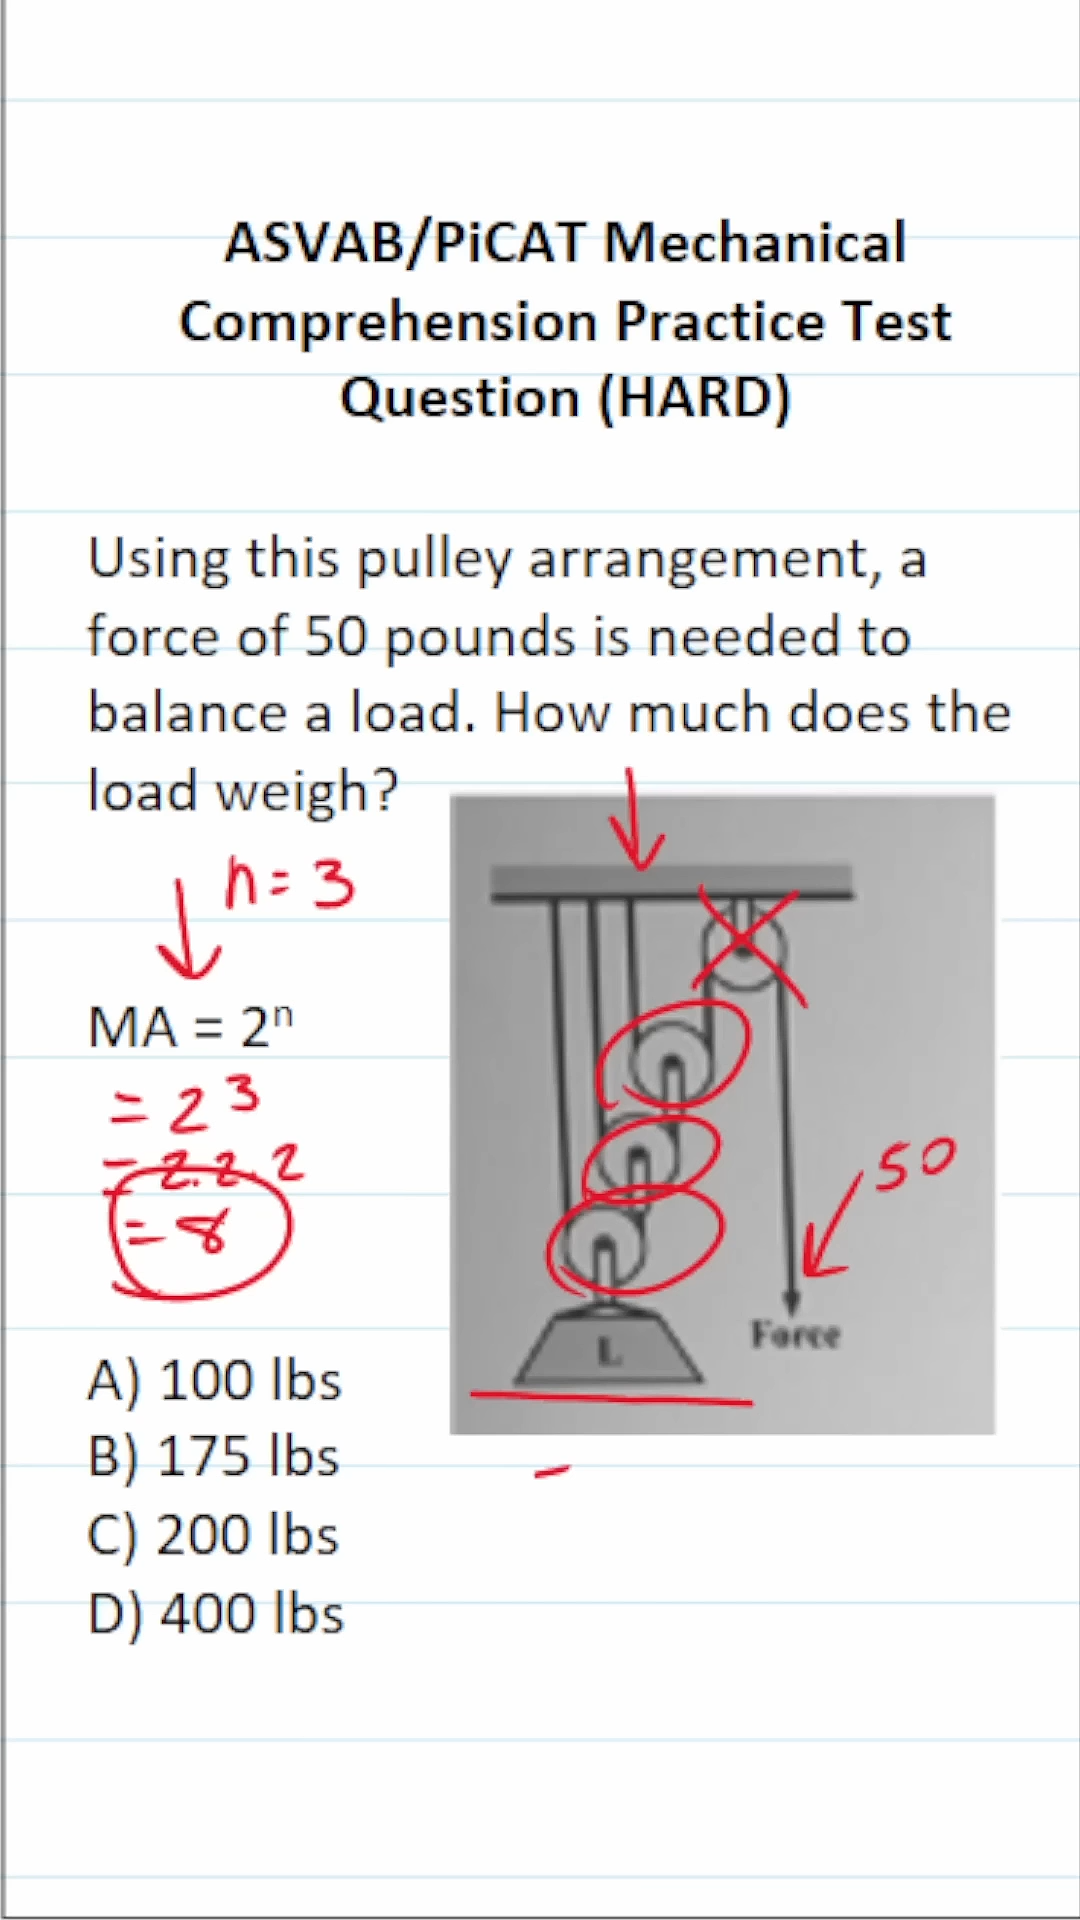 ASVAB/PiCAT Mechanical
Comprehension Practice Test
Question (HARD)
Using this pulley arrangement, a
force of 50 pounds is needed to
balance a load. How much does the
load weigh?
n = 3
MA = 2ⁿ
= 2³
= 2.2.2
= 8
50
Force
L
A) 100 lbs
B) 175 lbs
C) 200 lbs
D) 400 lbs